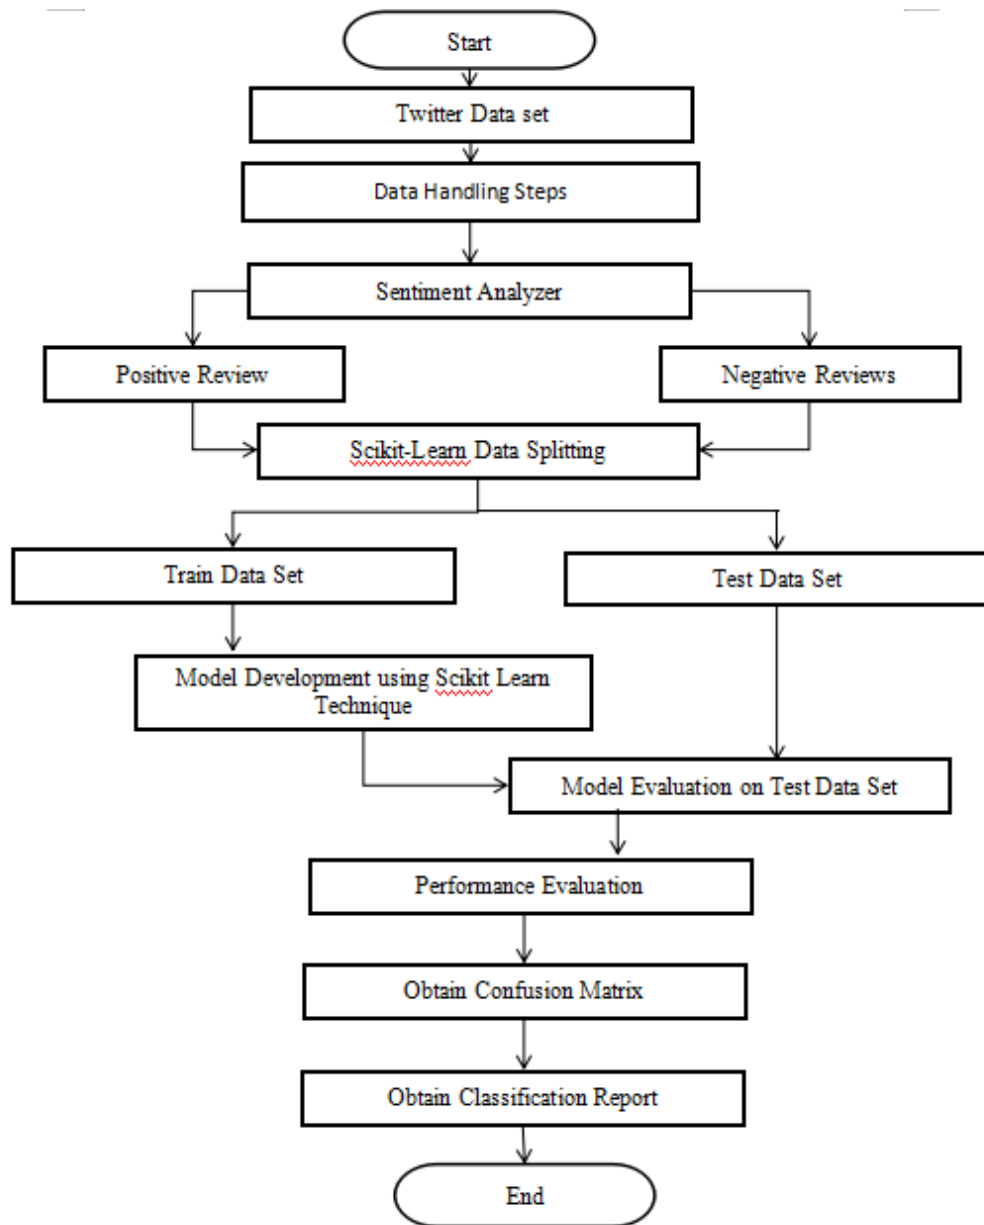 Start
Twitter Data set
Data Handling Steps
Sentiment Analyzer
Positive Review
Negative Reviews
Scikit-Learn Data Splitting
Train Data Set
Test Data Set
Model Development using Scikit Learn
Technique
Model Evaluation on Test Data Set
Performance Evaluation
Obtain Confusion Matrix
Obtain Classification Report
End